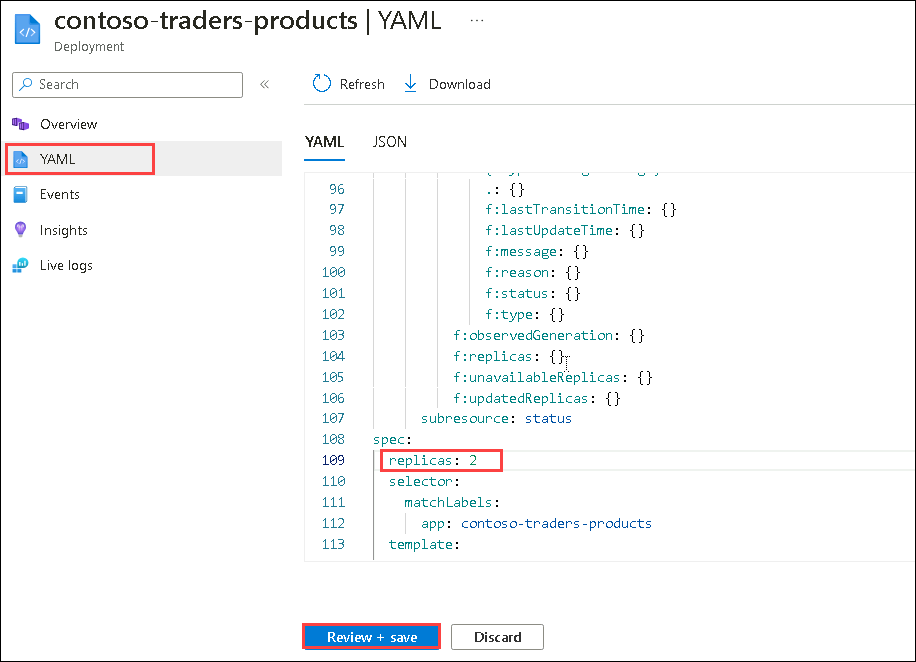 contoso-traders-products | YAML ...
Deployment
Search «
Overview
YAML
Events
Insights
Live logs
Refresh Download
YAML JSON
96 .: {}
97 f:lastTransitionTime: {}
98 f:lastUpdateTime: {}
99 f:message: {}
100 f:reason: {}
101 f:status: {}
102 f:type: {}
103 f:observedGeneration: {}
104 f:replicas: {}
105 f:unavailableReplicas: {}
106 f:updatedReplicas: {}
107 subresource: status
108 spec:
109 replicas: 2
110 selector:
111 matchLabels:
112 app: contoso-traders-products
113 template:
Review + save Discard